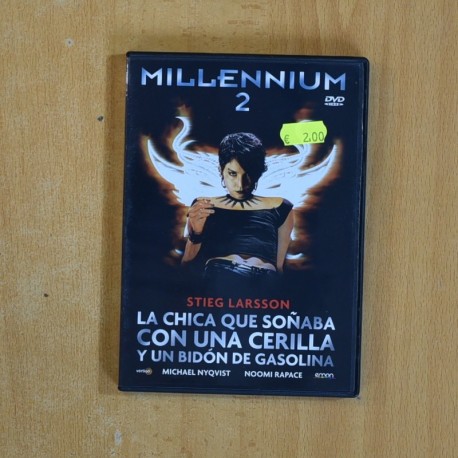 MILLENNIUM
2
DVD
€ 2,00
STIEG LARSSON
LA CHICA QUE SOÑABA
CON UNA CERILLA
Y UN BIDÓN DE GASOLINA
MICHAEL NYQVIST NOOMI RAPACE